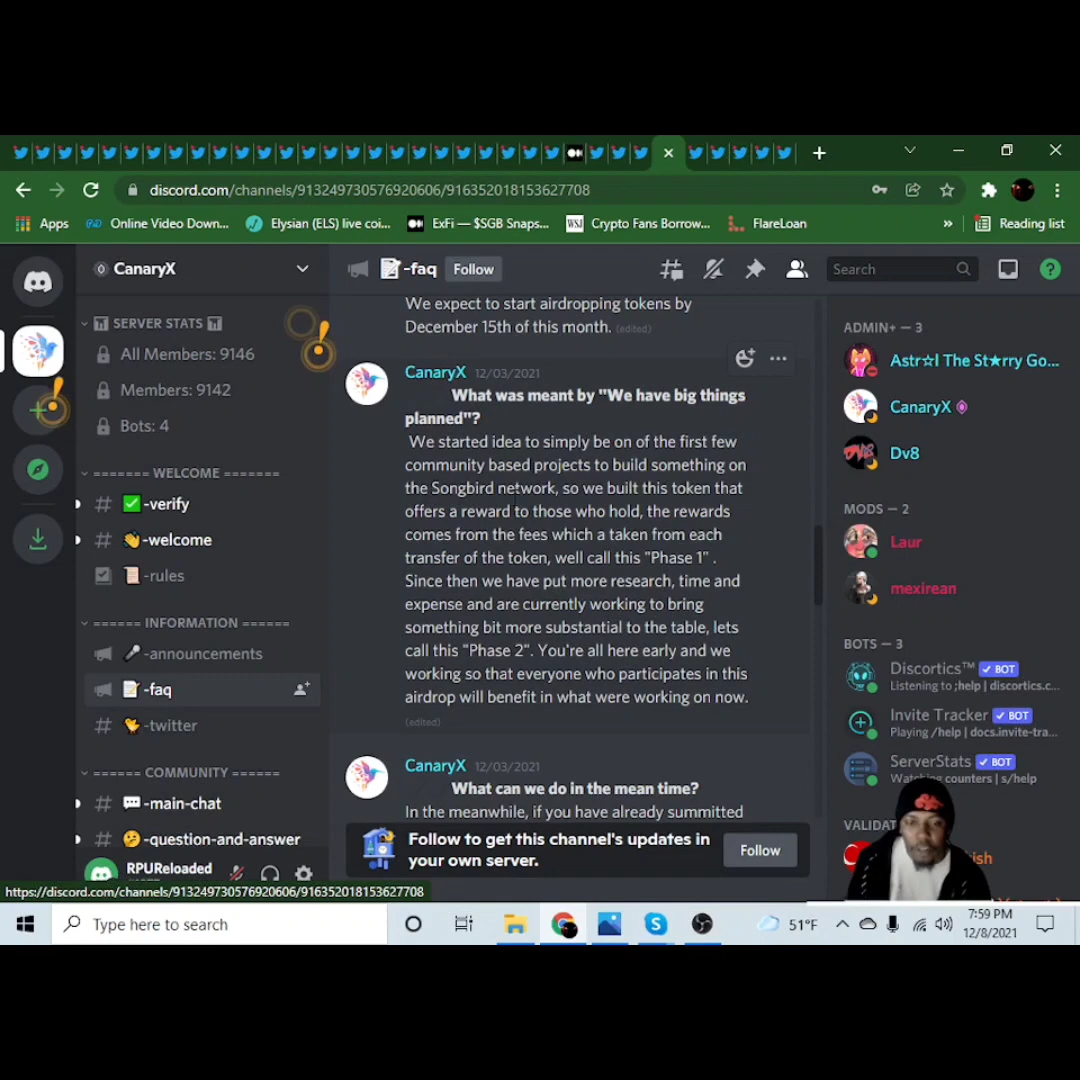 discord.com/channels/913249730576920606/916352018153627708
Apps
Online Video Down...
Elysian (ELS) live coi...
ExFi — $SGB Snaps...
WSJ
Crypto Fans Borrow...
FlareLoan
»
Reading list
CanaryX
SERVER STATS
All Members: 9146
Members: 9142
Bots: 4
======= WELCOME =======
# ✅-verify
# 👋-welcome
📜-rules
====== INFORMATION ======
🎤-announcements
📝-faq
# 🐤-twitter
====== COMMUNITY ======
# 💬-main-chat
# 🤔-question-and-answer
RPUReloaded
https://discord.com/channels/913249730576920606/916352018153627708
📝-faq
Follow
Search
We expect to start airdropping tokens by
December 15th of this month. (edited)
CanaryX 12/03/2021
What was meant by "We have big things
planned"?
We started idea to simply be on of the first few
community based projects to build something on
the Songbird network, so we built this token that
offers a reward to those who hold, the rewards
comes from the fees which a taken from each
transfer of the token, well call this "Phase 1" .
Since then we have put more research, time and
expense and are currently working to bring
something bit more substantial to the table, lets
call this "Phase 2". You're all here early and we
working so that everyone who participates in this
airdrop will benefit in what were working on now.
(edited)
CanaryX 12/03/2021
What can we do in the mean time?
In the meanwhile, if you have already summitted
Follow to get this channel's updates in
your own server.
Follow
ADMIN+ — 3
Astr☆l The St★rry Go...
CanaryX
Dv8
MODS — 2
Laur
mexirean
BOTS — 3
Discortics™ ✓ BOT
Listening to ;help | discortics.c...
Invite Tracker ✓ BOT
Playing /help | docs.invite-tra...
ServerStats ✓ BOT
Watching counters | s/help
VALIDAT
ish
Type here to search
51°F
7:59 PM
12/8/2021